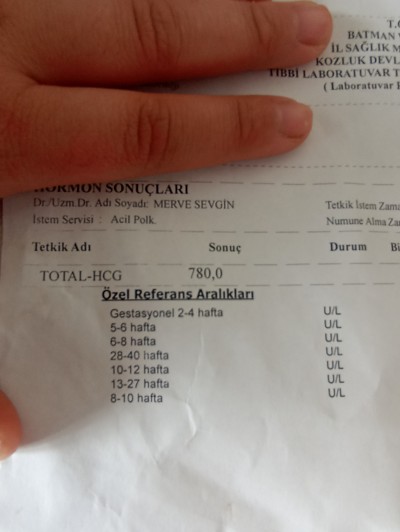 T.C
BATMAN
İL SAĞLIK M
KOZLUK DEVL
TIBBİ LABORATUVAR T
( Laboratuvar
HORMON SONUÇLARI
Dr./Uzm.Dr. Adı Soyadı: MERVE SEVGİN
Tetkik İstem Zama
İstem Servisi : Acil Polk.
Numune Alma Za
Tetkik Adı Sonuç Durum Bi
TOTAL-HCG 780,0
Özel Referans Aralıkları
Gestasyonel 2-4 hafta U/L
5-6 hafta U/L
6-8 hafta U/L
28-40 hafta U/L
10-12 hafta U/L
13-27 hafta U/L
8-10 hafta U/L